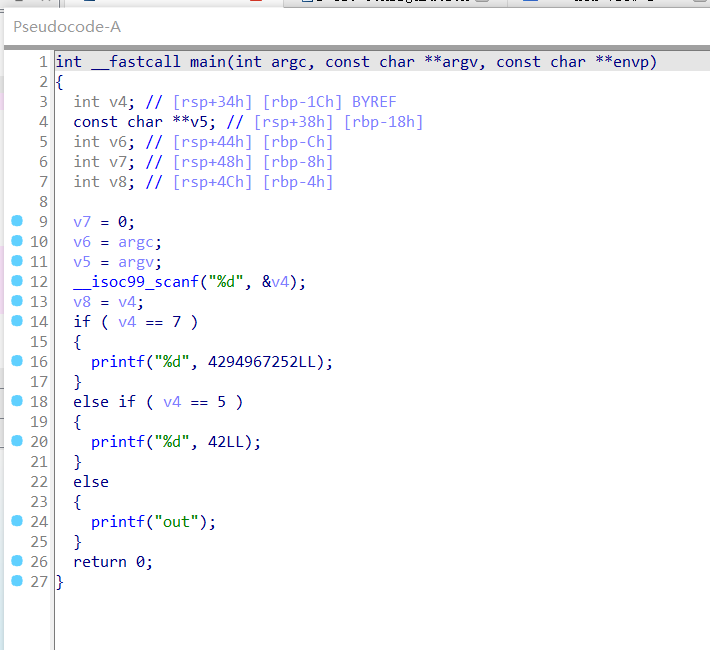 Pseudocode-A
1 int __fastcall main(int argc, const char **argv, const char **envp)
2 {
3 int v4; // [rsp+34h] [rbp-1Ch] BYREF
4 const char **v5; // [rsp+38h] [rbp-18h]
5 int v6; // [rsp+44h] [rbp-Ch]
6 int v7; // [rsp+48h] [rbp-8h]
7 int v8; // [rsp+4Ch] [rbp-4h]
8
9 v7 = 0;
10 v6 = argc;
11 v5 = argv;
12 __isoc99_scanf("%d", &v4);
13 v8 = v4;
14 if ( v4 == 7 )
15 {
16 printf("%d", 4294967252LL);
17 }
18 else if ( v4 == 5 )
19 {
20 printf("%d", 42LL);
21 }
22 else
23 {
24 printf("out");
25 }
26 return 0;
27 }